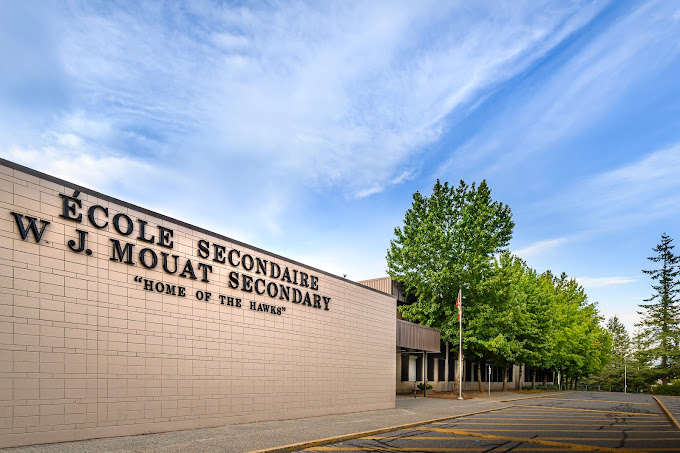 ÉCOLE SECONDAIRE
W. J. MOUAT SECONDARY
"HOME OF THE HAWKS"